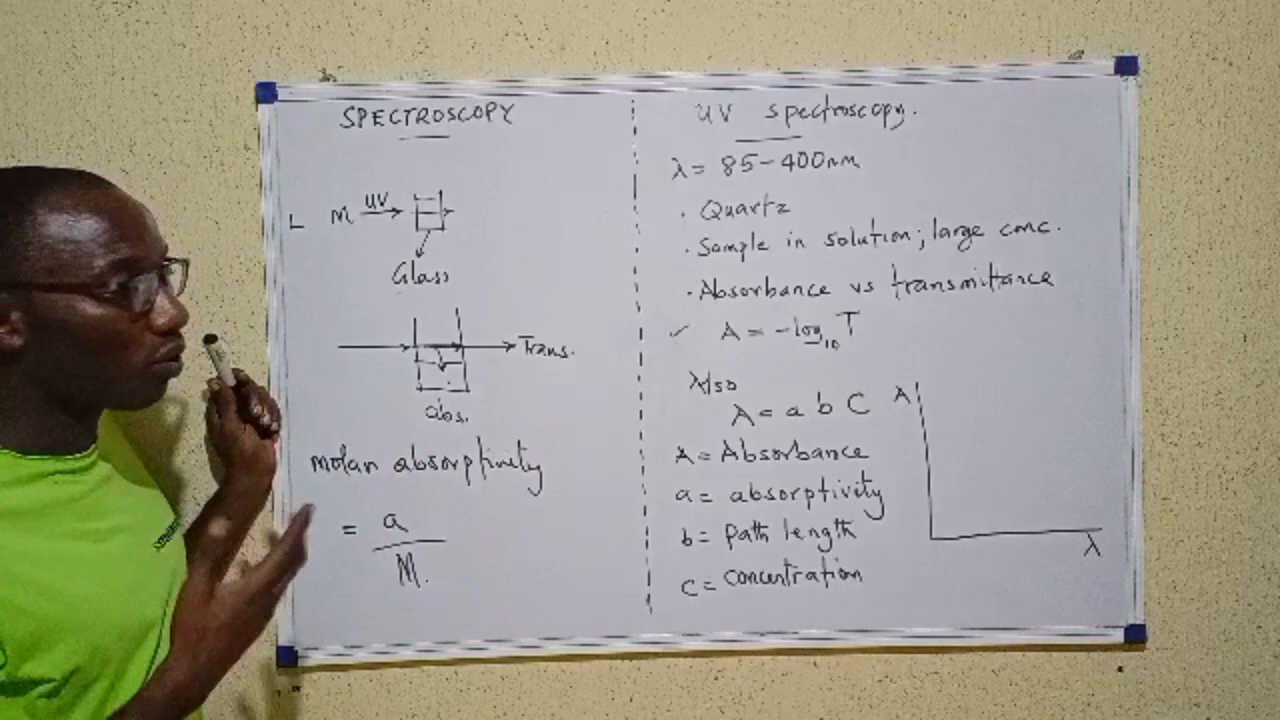 SPECTROSCOPY
L M UV
Glass
Trans.
abs.
molar absorptivity
= a
M.
UV spectroscopy.
λ = 85-400nm
· Quartz
· Sample in solution; large conc.
· Absorbance vs transmittance
✓ A = -log₁₀ T
Also
A = a b C
A = Absorbance
a = absorptivity
b = path length
c = concentration
A
λ